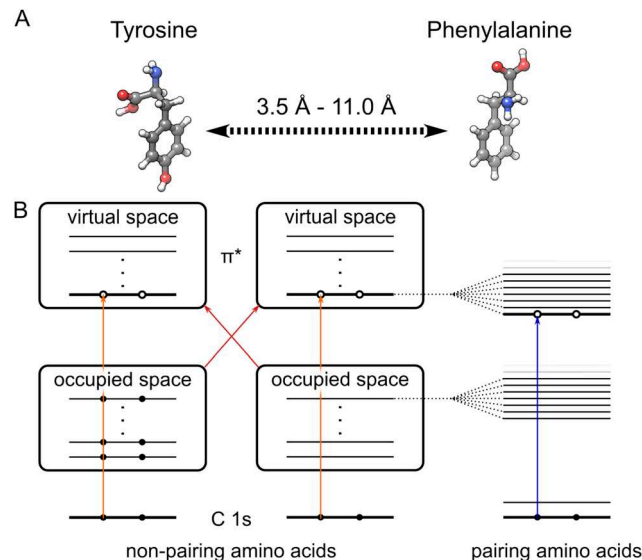 A
Tyrosine
Phenylalanine
3.5 Å - 11.0 Å
B
virtual space
virtual space
π*
occupied space
occupied space
C 1s
non-pairing amino acids
pairing amino acids